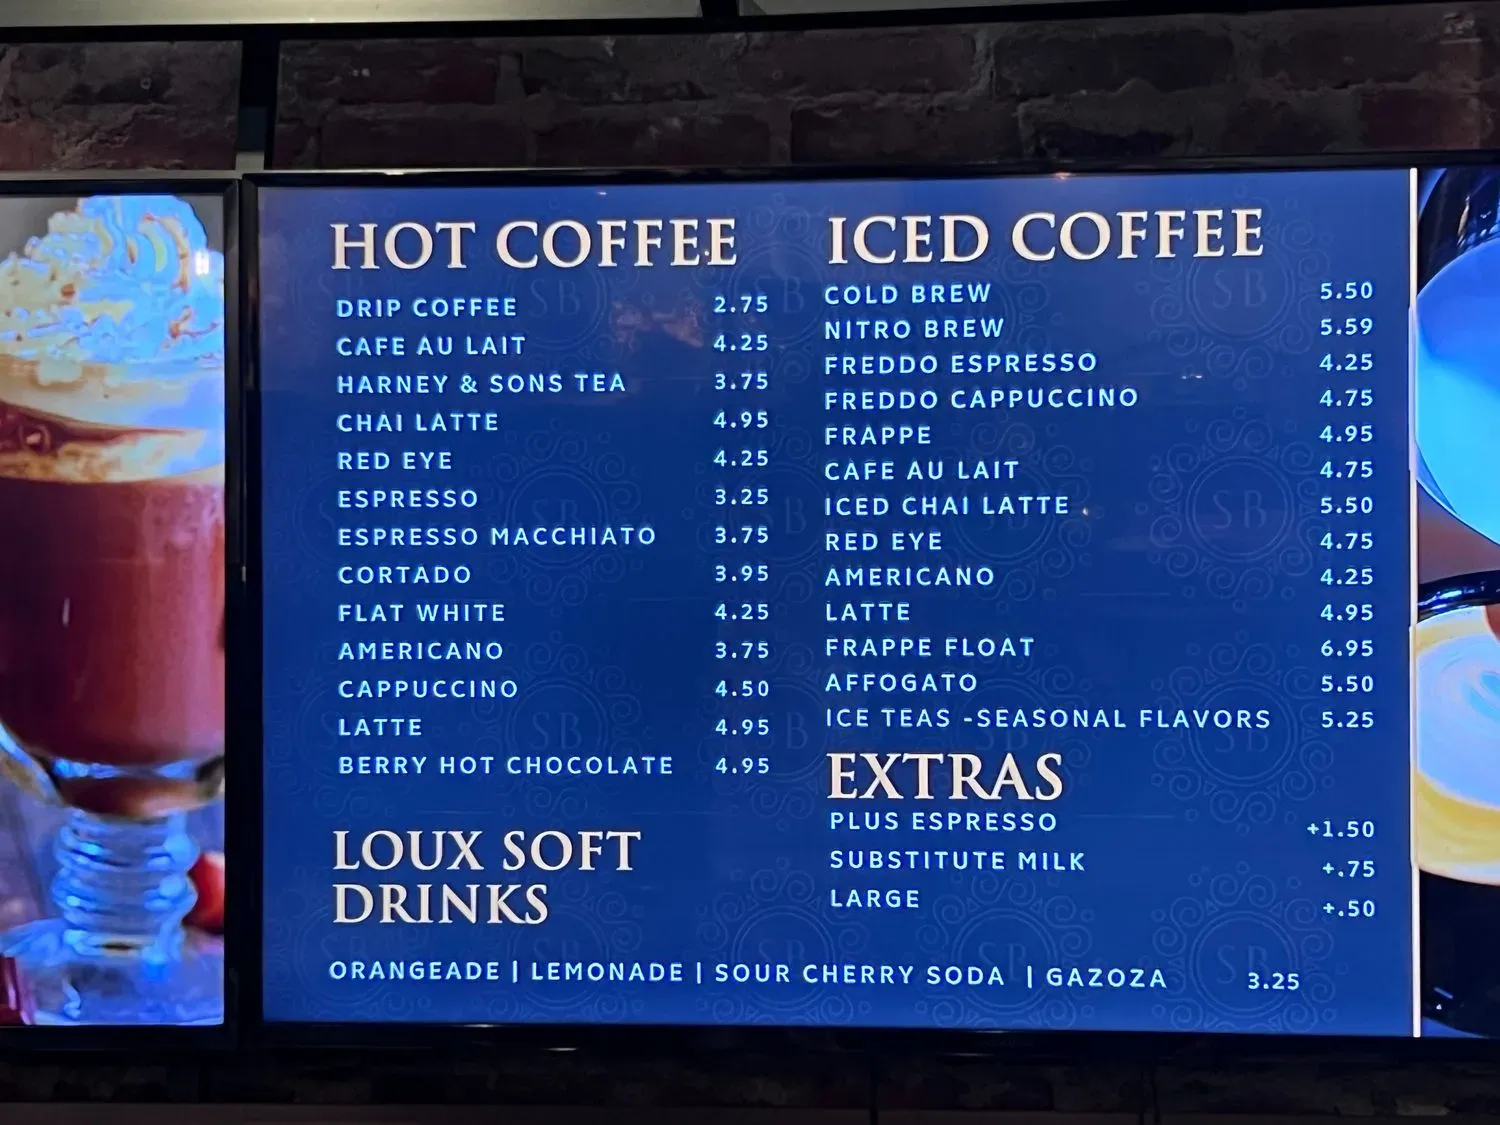 HOT COFFEE
DRIP COFFEE 2.75
CAFE AU LAIT 4.25
HARNEY & SONS TEA 3.75
CHAI LATTE 4.95
RED EYE 4.25
ESPRESSO 3.25
ESPRESSO MACCHIATO 3.75
CORTADO 3.95
FLAT WHITE 4.25
AMERICANO 3.75
CAPPUCCINO 4.50
LATTE 4.95
BERRY HOT CHOCOLATE 4.95
LOUX SOFT
DRINKS
ICED COFFEE
COLD BREW 5.50
NITRO BREW 5.59
FREDDO ESPRESSO 4.25
FREDDO CAPPUCCINO 4.75
FRAPPE 4.95
CAFE AU LAIT 4.75
ICED CHAI LATTE 5.50
RED EYE 4.75
AMERICANO 4.25
LATTE 4.95
FRAPPE FLOAT 6.95
AFFOGATO 5.50
ICE TEAS -SEASONAL FLAVORS 5.25
EXTRAS
PLUS ESPRESSO +1.50
SUBSTITUTE MILK +.75
LARGE +.50
ORANGEADE | LEMONADE | SOUR CHERRY SODA | GAZOZA 3.25